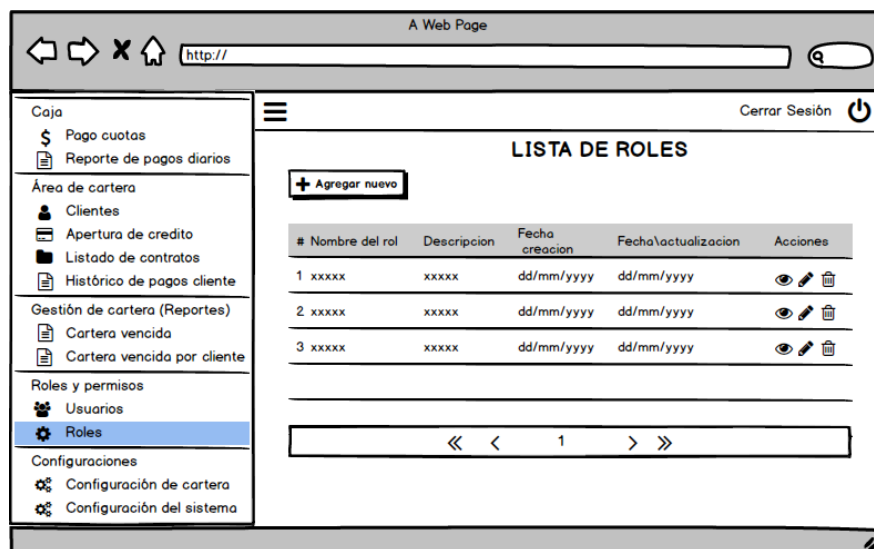 A Web Page
http://
Caja
Pago cuotas
Reporte de pagos diarios
Área de cartera
Clientes
Apertura de credito
Listado de contratos
Histórico de pagos cliente
Gestión de cartera (Reportes)
Cartera vencida
Cartera vencida por cliente
Roles y permisos
Usuarios
Roles
Configuraciones
Configuración de cartera
Configuración del sistema
Cerrar Sesión
LISTA DE ROLES
Agregar nuevo
# Nombre del rol Descripcion Fecha creacion Fecha\actualizacion Acciones
1 xxxxx xxxxx dd/mm/yyyy dd/mm/yyyy
2 xxxxx xxxxx dd/mm/yyyy dd/mm/yyyy
3 xxxxx xxxxx dd/mm/yyyy dd/mm/yyyy
1